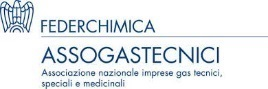 FEDERCHIMICA
ASSOGASTECNICI
Associazione nazionale imprese gas tecnici,
speciali e medicinali